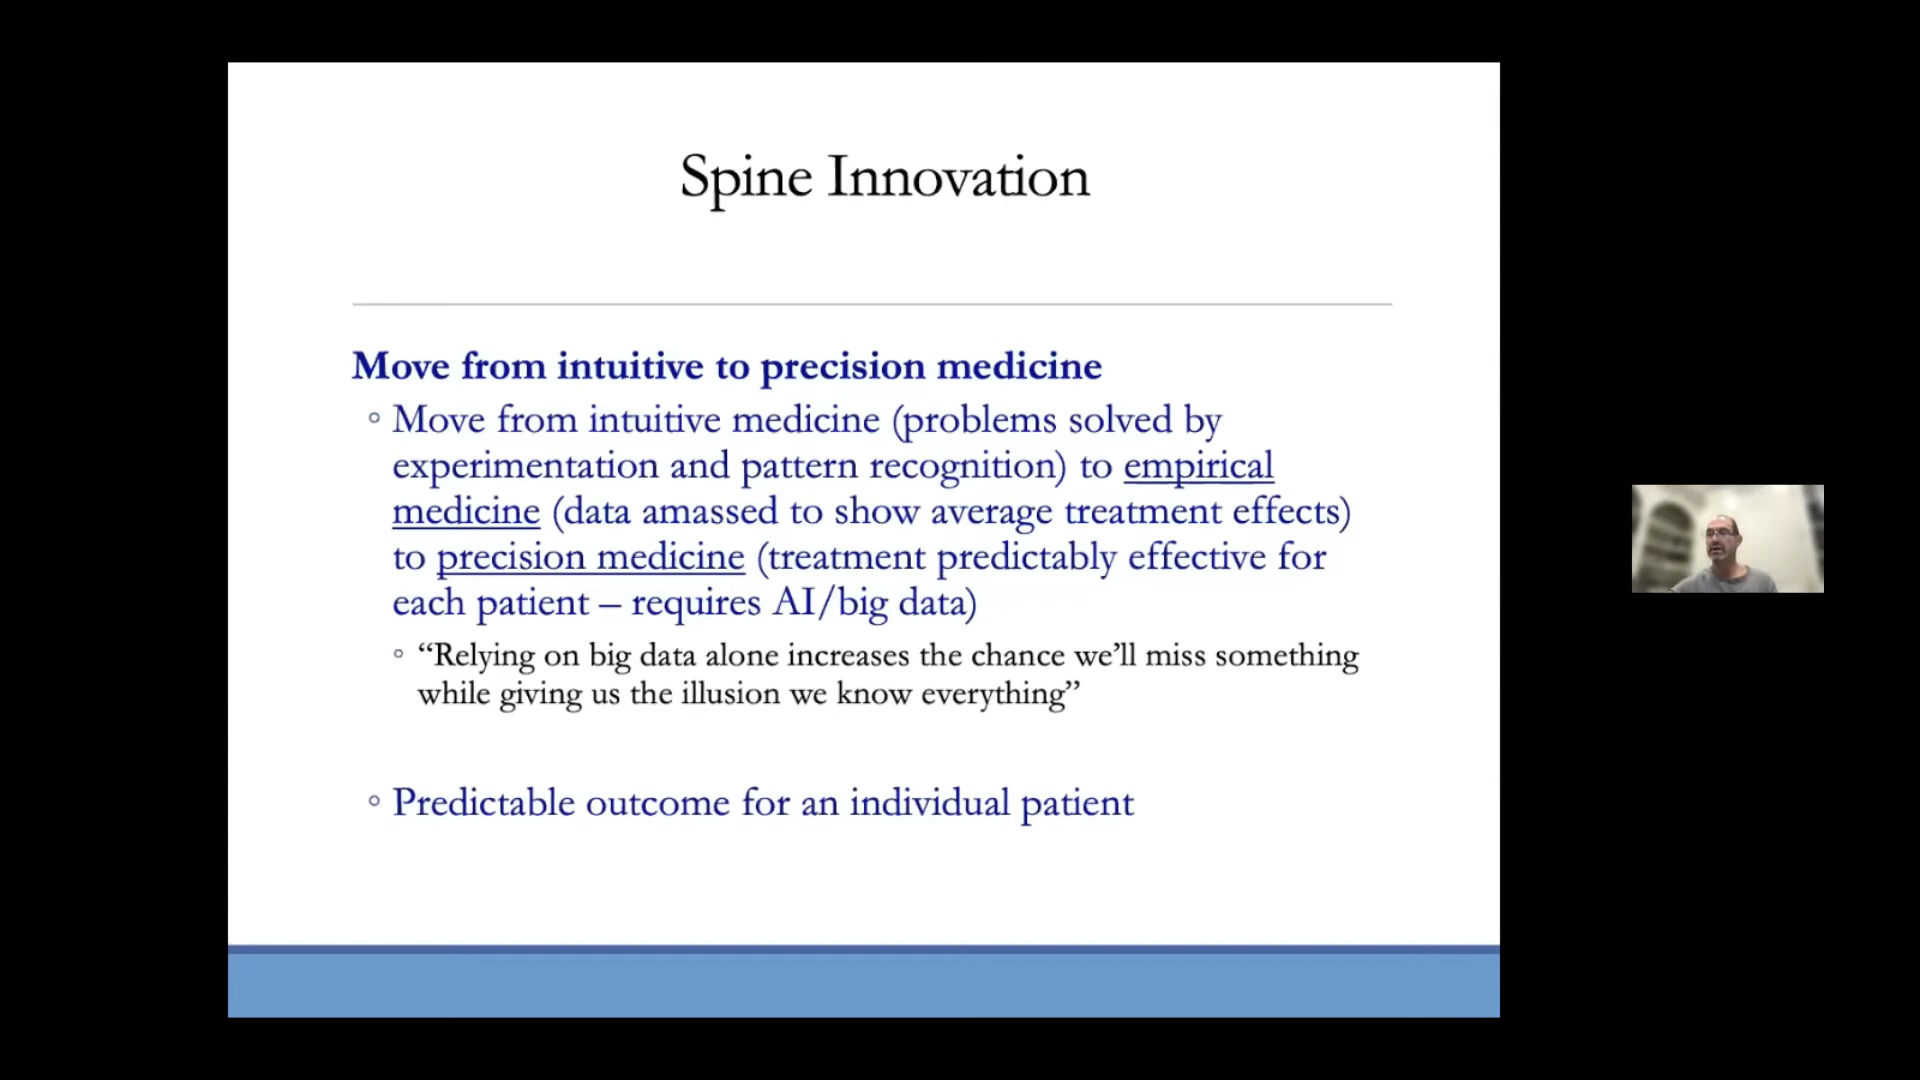 Spine Innovation
Move from intuitive to precision medicine
◦ Move from intuitive medicine (problems solved by
experimentation and pattern recognition) to empirical
medicine (data amassed to show average treatment effects)
to precision medicine (treatment predictably effective for
each patient – requires AI/big data)
◦ “Relying on big data alone increases the chance we’ll miss something
while giving us the illusion we know everything”
◦ Predictable outcome for an individual patient